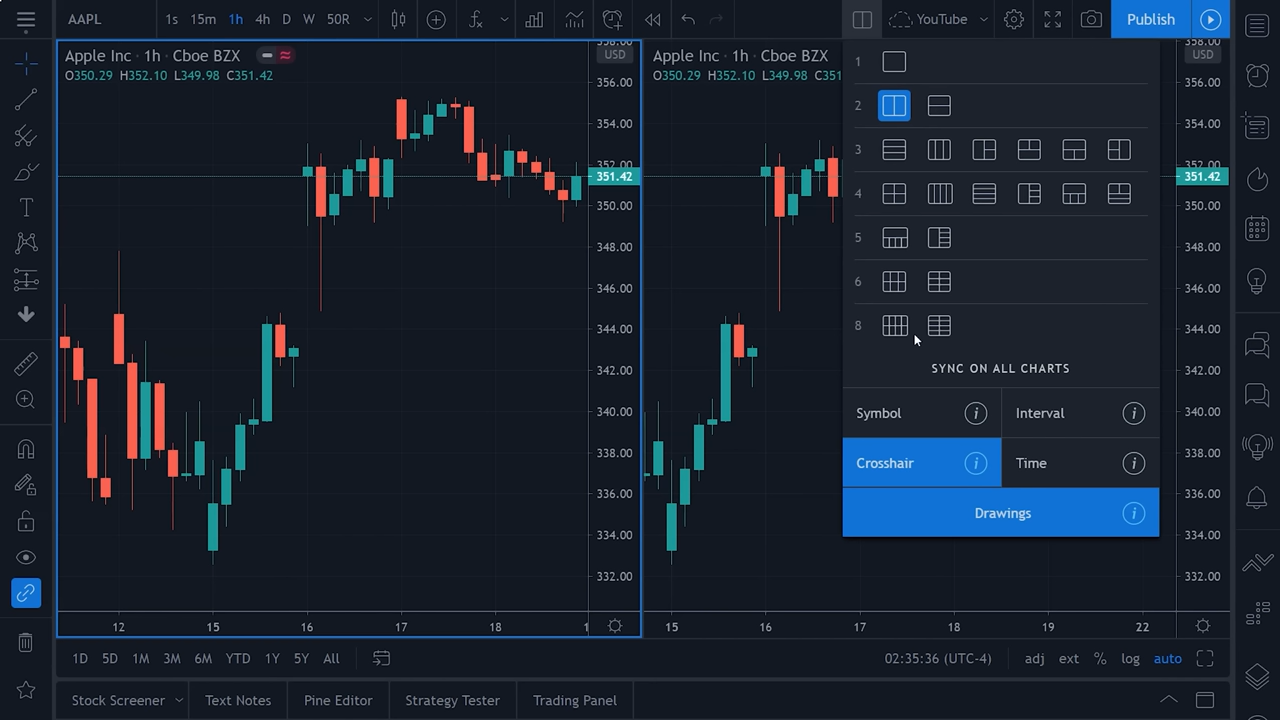 AAPL 1s 15m 1h 4h D W 50R YouTube Publish
Apple Inc · 1h · Cboe BZX
O350.29 H352.10 L349.98 C351.42
358.00
USD
356.00
354.00
352.00
351.42
350.00
348.00
346.00
344.00
342.00
340.00
338.00
336.00
334.00
332.00
12 15 16 17 18 1
Apple Inc · 1h · Cboe BZX
O350.29 H352.10 L349.98 C351
1
2
3
4
5
6
8
SYNC ON ALL CHARTS
Symbol i Interval i
Crosshair i Time i
Drawings i
358.00
USD
356.00
354.00
352.00
351.42
350.00
348.00
346.00
344.00
342.00
340.00
338.00
336.00
334.00
332.00
15 16 17 18 19 22
1D 5D 1M 3M 6M YTD 1Y 5Y All 02:35:36 (UTC-4) adj ext % log auto
Stock Screener Text Notes Pine Editor Strategy Tester Trading Panel